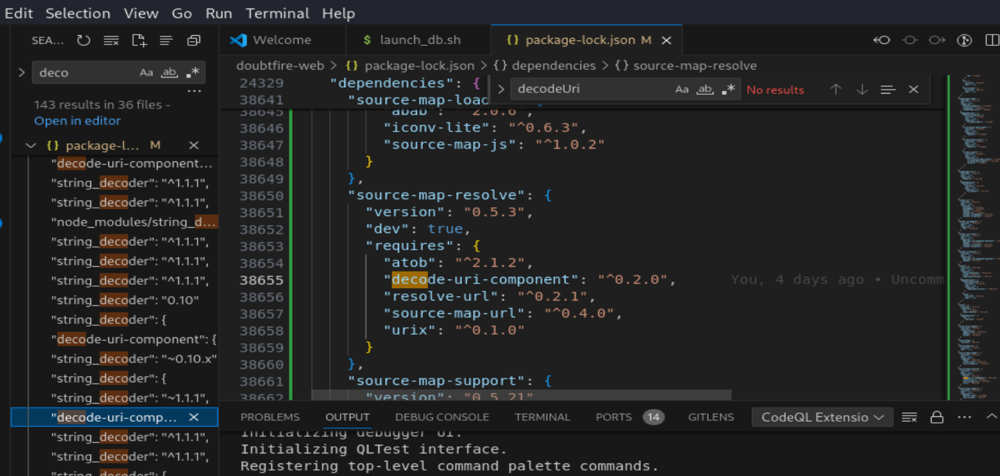 Edit Selection View Go Run Terminal Help
SEA...
deco Aa ab .*
...
143 results in 36 files -
Open in editor
{} package-l... M ×
"decode-uri-component...
"string_decoder": "^1.1.1",
"string_decoder": "^1.1.1",
"node_modules/string_d...
"string_decoder": "^1.1.1",
"string_decoder": "^1.1.1",
"string_decoder": "^1.1.1",
"string_decoder": "0.10"
"string_decoder": {
"decode-uri-component": {
"string_decoder": "~0.10.x"
"string_decoder": {
"string_decoder": "~1.1.1",
"decode-uri-comp... ×
"string_decoder": "^1.1.1",
"string_decoder": "^1.1.1",
"string_decoder": {
Welcome $ launch_db.sh {} package-lock.json M ×
doubtfire-web > {} package-lock.json > {} dependencies > {} source-map-resolve
decodeUri Aa ab .* No results
24329 "dependencies": {
38641 "source-map-load {
38645 "abab": "^2.0.6",
38646 "iconv-lite": "^0.6.3",
38647 "source-map-js": "^1.0.2"
38648 }
38649 },
38650 "source-map-resolve": {
38651 "version": "0.5.3",
38652 "dev": true,
38653 "requires": {
38654 "atob": "^2.1.2",
38655 "decode-uri-component": "^0.2.0", You, 4 days ago • Uncomm
38656 "resolve-url": "^0.2.1",
38657 "source-map-url": "^0.4.0",
38658 "urix": "^0.1.0"
38659 }
38660 },
38661 "source-map-support": {
38662 "version": "0.5.21"
PROBLEMS OUTPUT DEBUG CONSOLE TERMINAL PORTS 14 GITLENS CodeQL Extensio ...
Initializing debugger UI.
Initializing QLTest interface.
Registering top-level command palette commands.